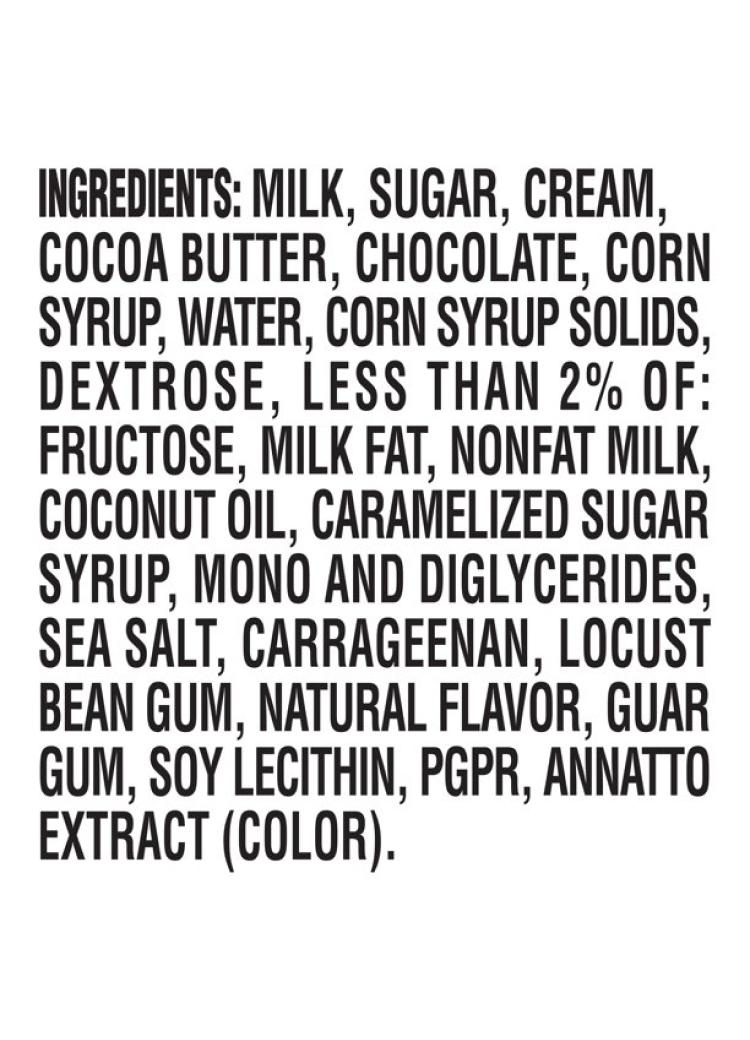 INGREDIENTS: MILK, SUGAR, CREAM,
COCOA BUTTER, CHOCOLATE, CORN
SYRUP, WATER, CORN SYRUP SOLIDS,
DEXTROSE, LESS THAN 2% OF:
FRUCTOSE, MILK FAT, NONFAT MILK,
COCONUT OIL, CARAMELIZED SUGAR
SYRUP, MONO AND DIGLYCERIDES,
SEA SALT, CARRAGEENAN, LOCUST
BEAN GUM, NATURAL FLAVOR, GUAR
GUM, SOY LECITHIN, PGPR, ANNATTO
EXTRACT (COLOR).